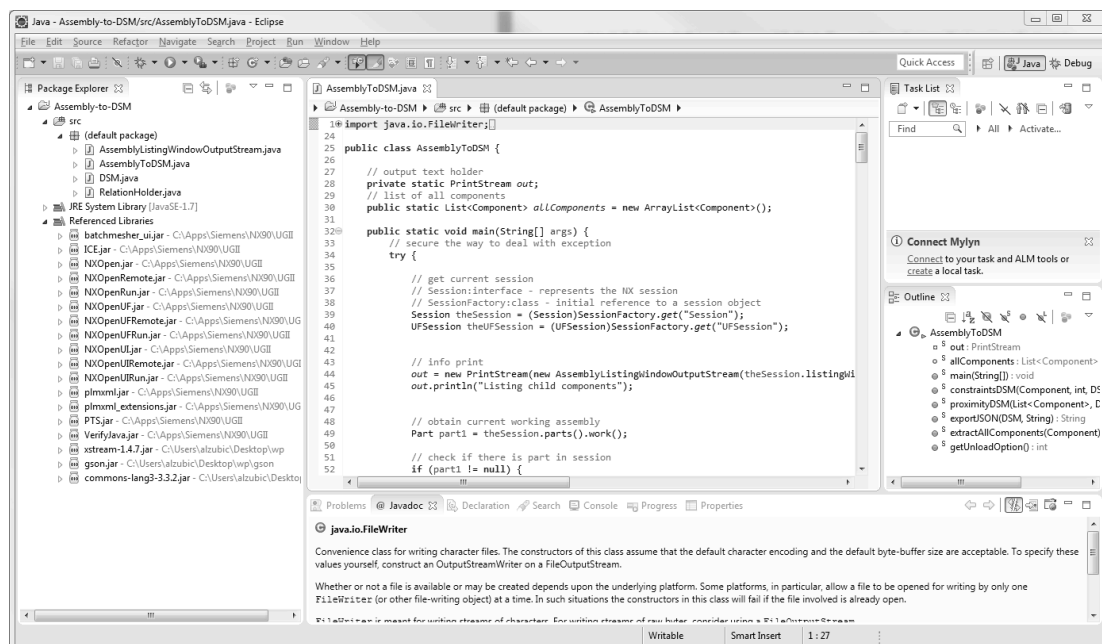 Java - Assembly-to-DSM/src/AssemblyToDSM.java - Eclipse
File Edit Source Refactor Navigate Search Project Run Window Help
Quick Access Java Debug
Package Explorer
Assembly-to-DSM
src
(default package)
AssemblyListingWindowOutputStream.java
AssemblyToDSM.java
DSM.java
RelationHolder.java
JRE System Library [JavaSE-1.7]
Referenced Libraries
batchmesher_ui.jar - C:\Apps\Siemens\NX90\UGII
ICE.jar - C:\Apps\Siemens\NX90\UGII
NXOpen.jar - C:\Apps\Siemens\NX90\UGII
NXOpenRemote.jar - C:\Apps\Siemens\NX90\UGII
NXOpenRun.jar - C:\Apps\Siemens\NX90\UGII
NXOpenUF.jar - C:\Apps\Siemens\NX90\UGII
NXOpenUFRemote.jar - C:\Apps\Siemens\NX90\UG
NXOpenUFRun.jar - C:\Apps\Siemens\NX90\UGII
NXOpenUI.jar - C:\Apps\Siemens\NX90\UGII
NXOpenUIRemote.jar - C:\Apps\Siemens\NX90\UGI
NXOpenUIRun.jar - C:\Apps\Siemens\NX90\UGII
plmxml.jar - C:\Apps\Siemens\NX90\UGII
plmxml_extensions.jar - C:\Apps\Siemens\NX90\UG
PTS.jar - C:\Apps\Siemens\NX90\UGII
VerifyJava.jar - C:\Apps\Siemens\NX90\UGII
xstream-1.4.7.jar - C:\Users\alzubic\Desktop\wp
gson.jar - C:\Users\alzubic\Desktop\wp\gson
commons-lang3-3.3.2.jar - C:\Users\alzubic\Deskto
AssemblyToDSM.java
Assembly-to-DSM src (default package) AssemblyToDSM
1 import java.io.FileWriter;
24
25 public class AssemblyToDSM {
26
27 // output text holder
28 private static PrintStream out;
29 // list of all components
30 public static List<Component> allComponents = new ArrayList<Component>();
31
32 public static void main(String[] args) {
33 // secure the way to deal with exception
34 try {
35
36 // get current session
37 // Session:interface - represents the NX session
38 // SessionFactory:class - initial reference to a session object
39 Session theSession = (Session)SessionFactory.get("Session");
40 UFSession theUFSession = (UFSession)SessionFactory.get("UFSession");
41
42
43 // info print
44 out = new PrintStream(new AssemblyListingWindowOutputStream(theSession.listingWi
45 out.println("Listing child components");
46
47
48 // obtain current working assembly
49 Part part1 = theSession.parts().work();
50
51 // check if there is part in session
52 if (part1 != null) {
Task List
Find All Activate...
Connect Mylyn
Connect to your task and ALM tools or
create a local task.
Outline
AssemblyToDSM
out : PrintStream
allComponents : List<Component>
main(String[]) : void
constraintsDSM(Component, int, DS
proximityDSM(List<Component>, D
exportJSON(DSM, String) : String
extractAllComponents(Component)
getUnloadOption() : int
Problems @ Javadoc Declaration Search Console Progress Properties
java.io.FileWriter
Convenience class for writing character files. The constructors of this class assume that the default character encoding and the default byte-buffer size are acceptable. To specify these
values yourself, construct an OutputStreamWriter on a FileOutputStream.
Whether or not a file is available or may be created depends upon the underlying platform. Some platforms, in particular, allow a file to be opened for writing by only one
FileWriter (or other file-writing object) at a time. In such situations the constructors in this class will fail if the file involved is already open.
FileWriter is meant for writing streams of characters. For writing streams of raw bytes, consider using a FileOutputStream
Writable Smart Insert 1 : 27